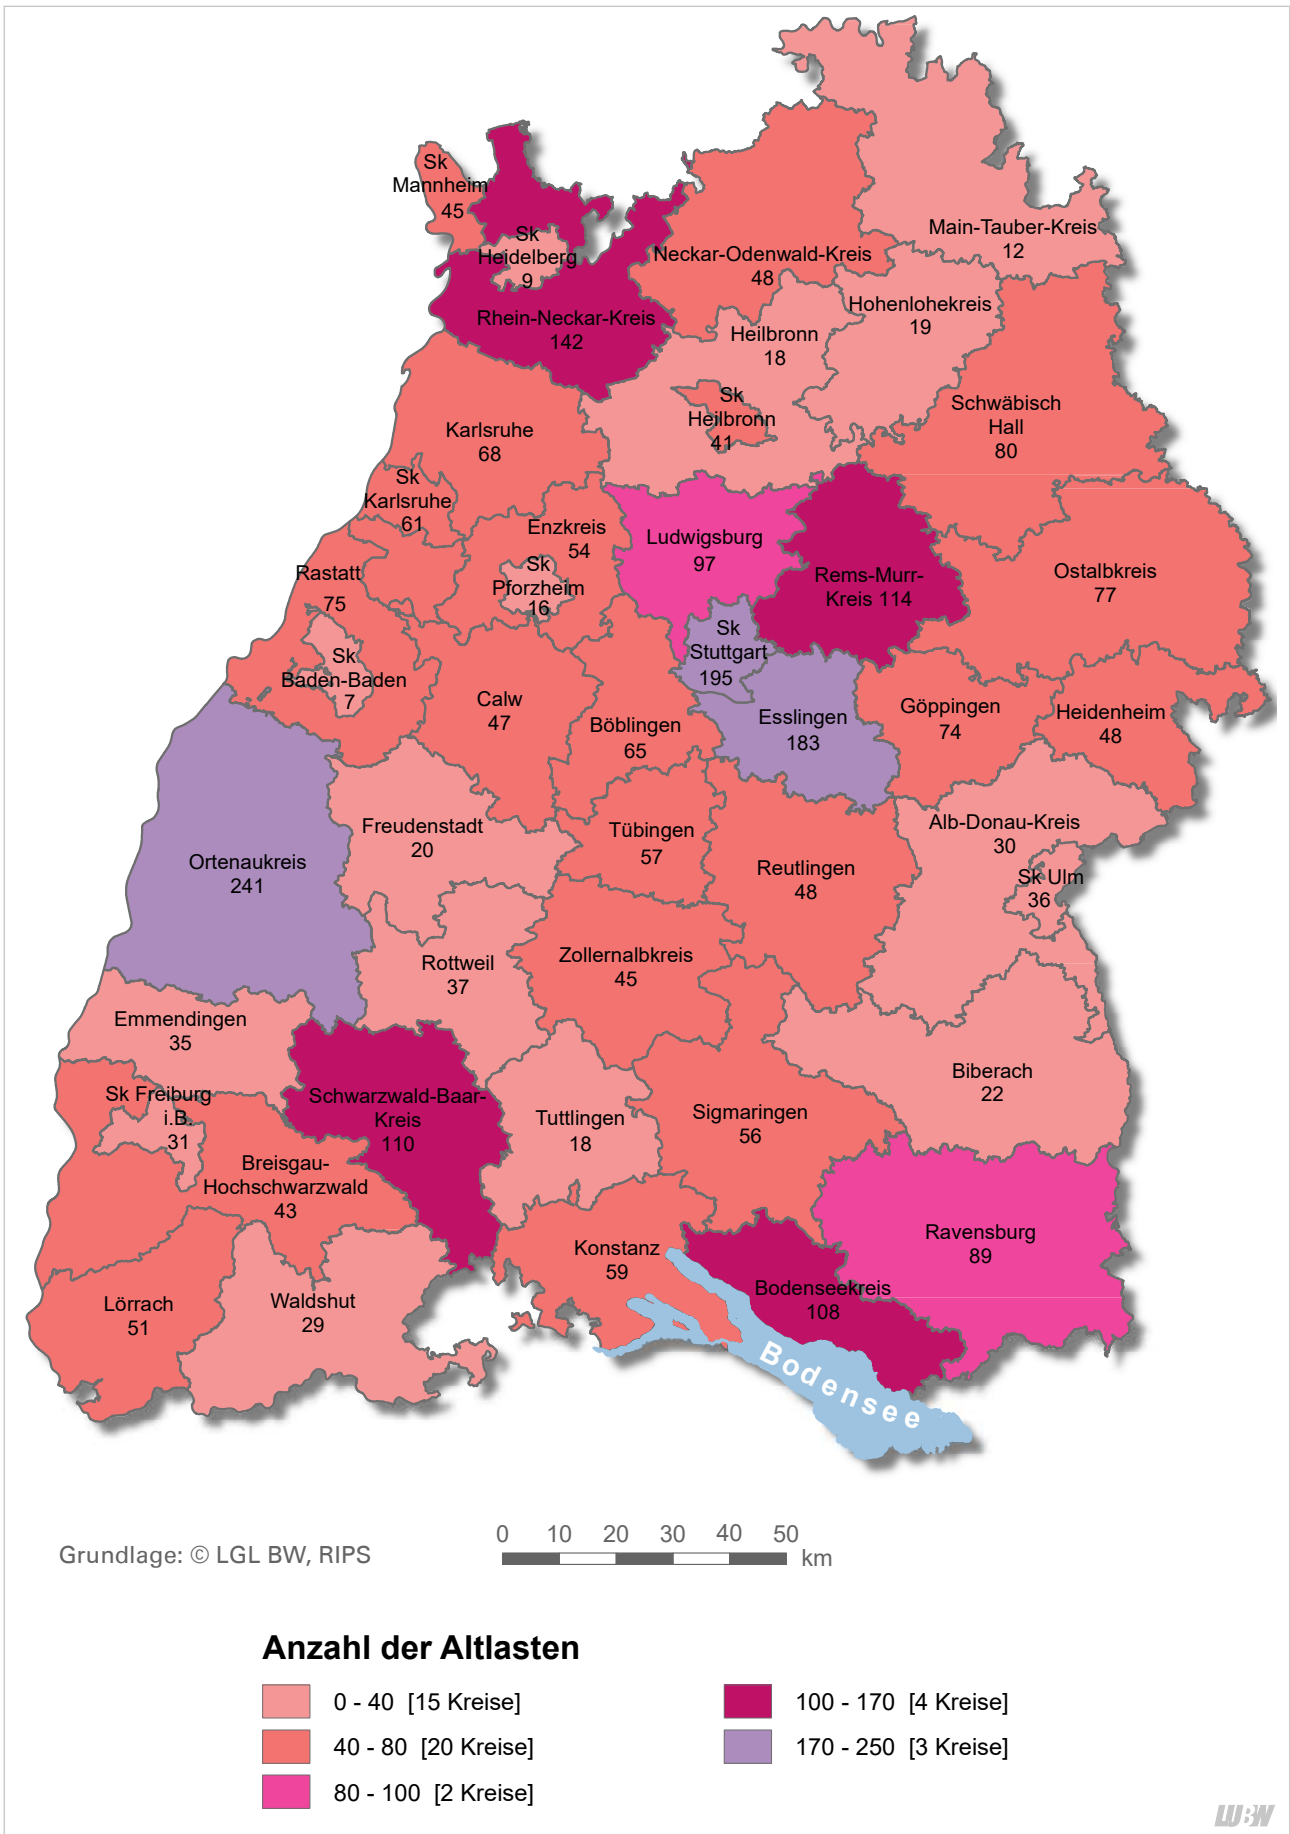 Sk
Mannheim
45
Sk
Heidelberg
9
Rhein-Neckar-Kreis
142
Neckar-Odenwald-Kreis
48
Main-Tauber-Kreis
12
Hohenlohekreis
19
Heilbronn
18
Sk
Heilbronn
41
Schwäbisch
Hall
80
Karlsruhe
68
Sk
Karlsruhe
61
Enzkreis
54
Sk
Pforzheim
16
Ludwigsburg
97
Rems-Murr-
Kreis 114
Ostalbkreis
77
Rastatt
75
Sk
Baden-Baden
7
Sk
Stuttgart
195
Calw
47
Böblingen
65
Esslingen
183
Göppingen
74
Heidenheim
48
Freudenstadt
20
Tübingen
57
Reutlingen
48
Alb-Donau-Kreis
30
Sk Ulm
36
Ortenaukreis
241
Rottweil
37
Zollernalbkreis
45
Emmendingen
35
Sk Freiburg
i.B.
31
Schwarzwald-Baar-
Kreis
110
Tuttlingen
18
Sigmaringen
56
Biberach
22
Breisgau-
Hochschwarzwald
43
Ravensburg
89
Konstanz
59
Bodenseekreis
108
Lörrach
51
Waldshut
29
Bodensee
Grundlage: © LGL BW, RIPS
0 10 20 30 40 50
km
Anzahl der Altlasten
0 - 40 [15 Kreise]
40 - 80 [20 Kreise]
80 - 100 [2 Kreise]
100 - 170 [4 Kreise]
170 - 250 [3 Kreise]
LUBW